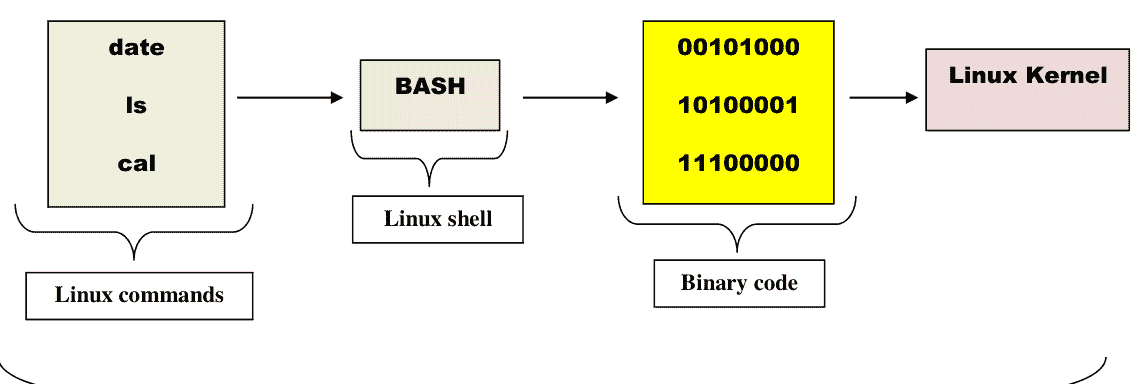 date
ls
cal
Linux commands
BASH
Linux shell
00101000
10100001
11100000
Binary code
Linux Kernel